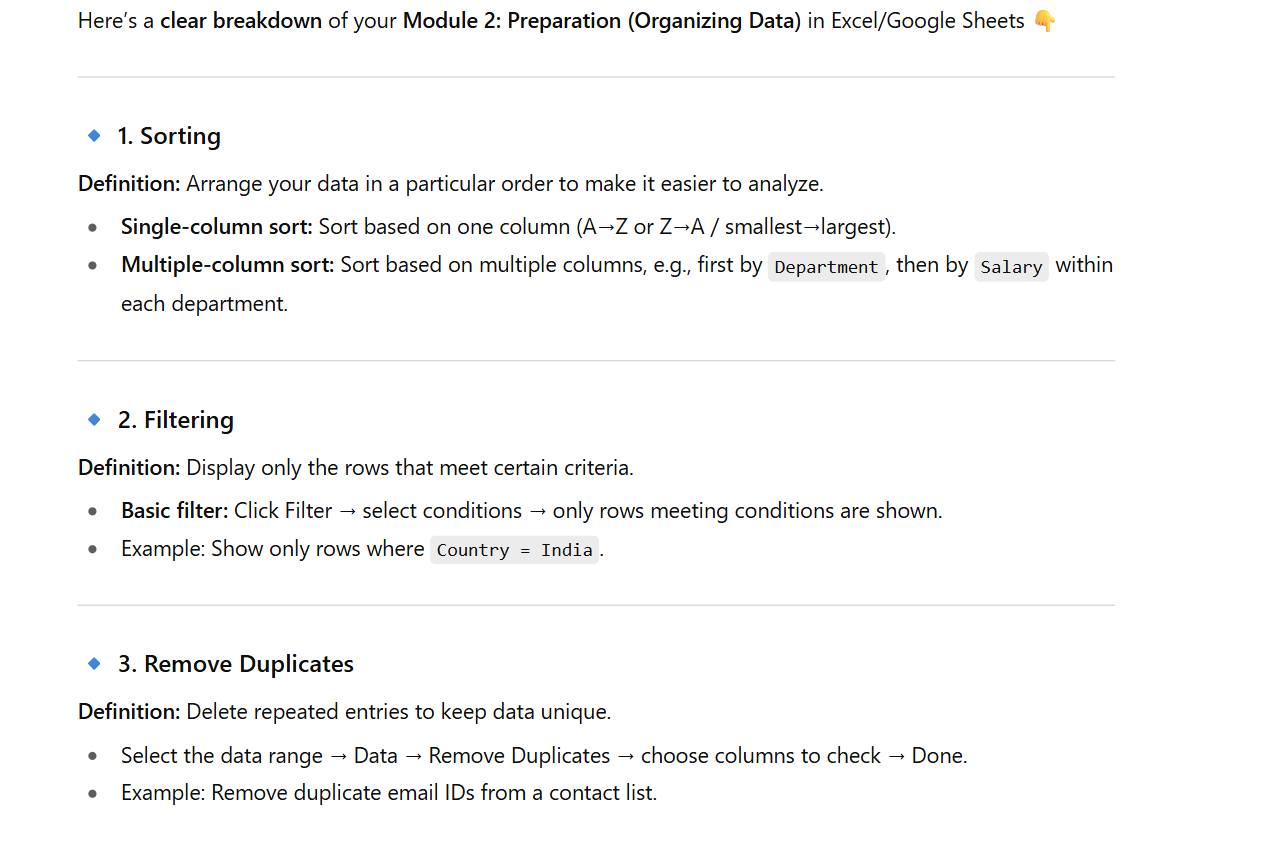 Here’s a clear breakdown of your Module 2: Preparation (Organizing Data) in Excel/Google Sheets 👇
🔹 1. Sorting
Definition: Arrange your data in a particular order to make it easier to analyze.
• Single-column sort: Sort based on one column (A→Z or Z→A / smallest→largest).
• Multiple-column sort: Sort based on multiple columns, e.g., first by Department, then by Salary within
each department.
🔹 2. Filtering
Definition: Display only the rows that meet certain criteria.
• Basic filter: Click Filter → select conditions → only rows meeting conditions are shown.
• Example: Show only rows where Country = India.
🔹 3. Remove Duplicates
Definition: Delete repeated entries to keep data unique.
• Select the data range → Data → Remove Duplicates → choose columns to check → Done.
• Example: Remove duplicate email IDs from a contact list.